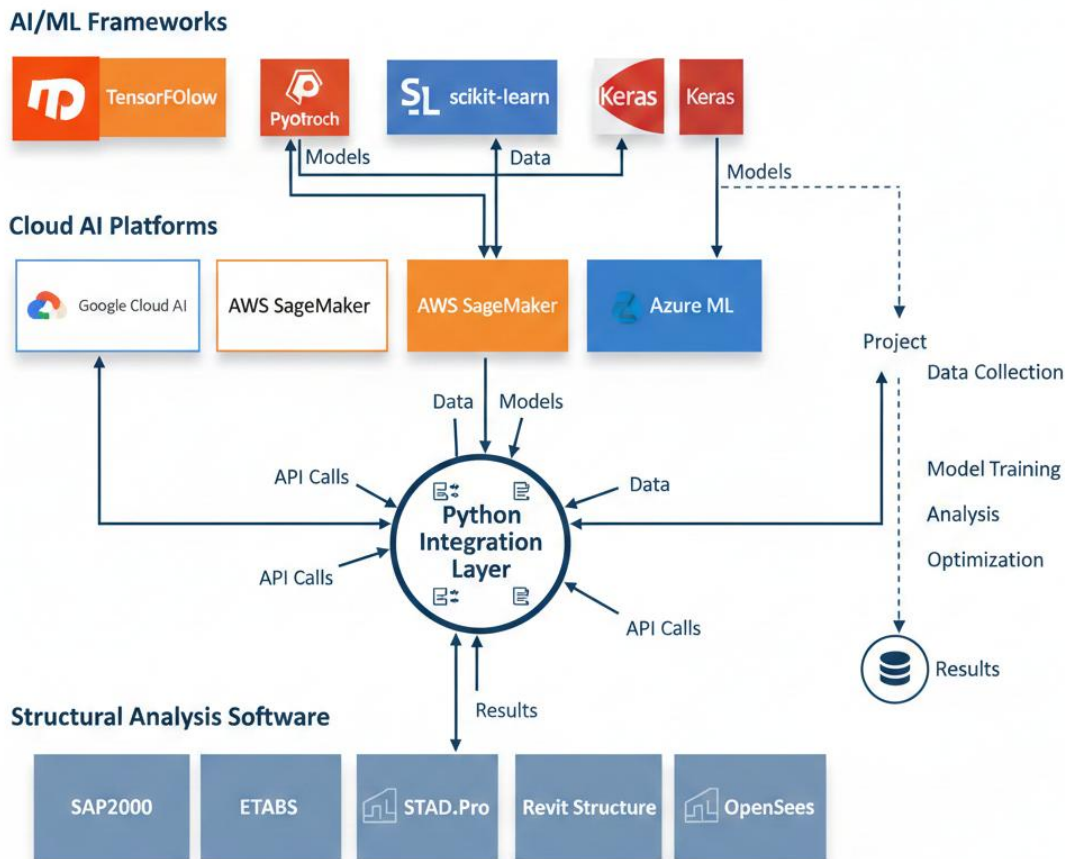 AI/ML Frameworks
TensorFOlow
Pyotroch
SL scikit-learn
Keras
Keras
Models
Data
Models
Cloud AI Platforms
Google Cloud AI
AWS SageMaker
AWS SageMaker
Azure ML
Project
Data Collection
Data
Models
API Calls
Data
Model Training
Python
Integration
Layer
Analysis
Optimization
API Calls
API Calls
Results
Results
Structural Analysis Software
SAP2000
ETABS
STAD.Pro
Revit Structure
OpenSees